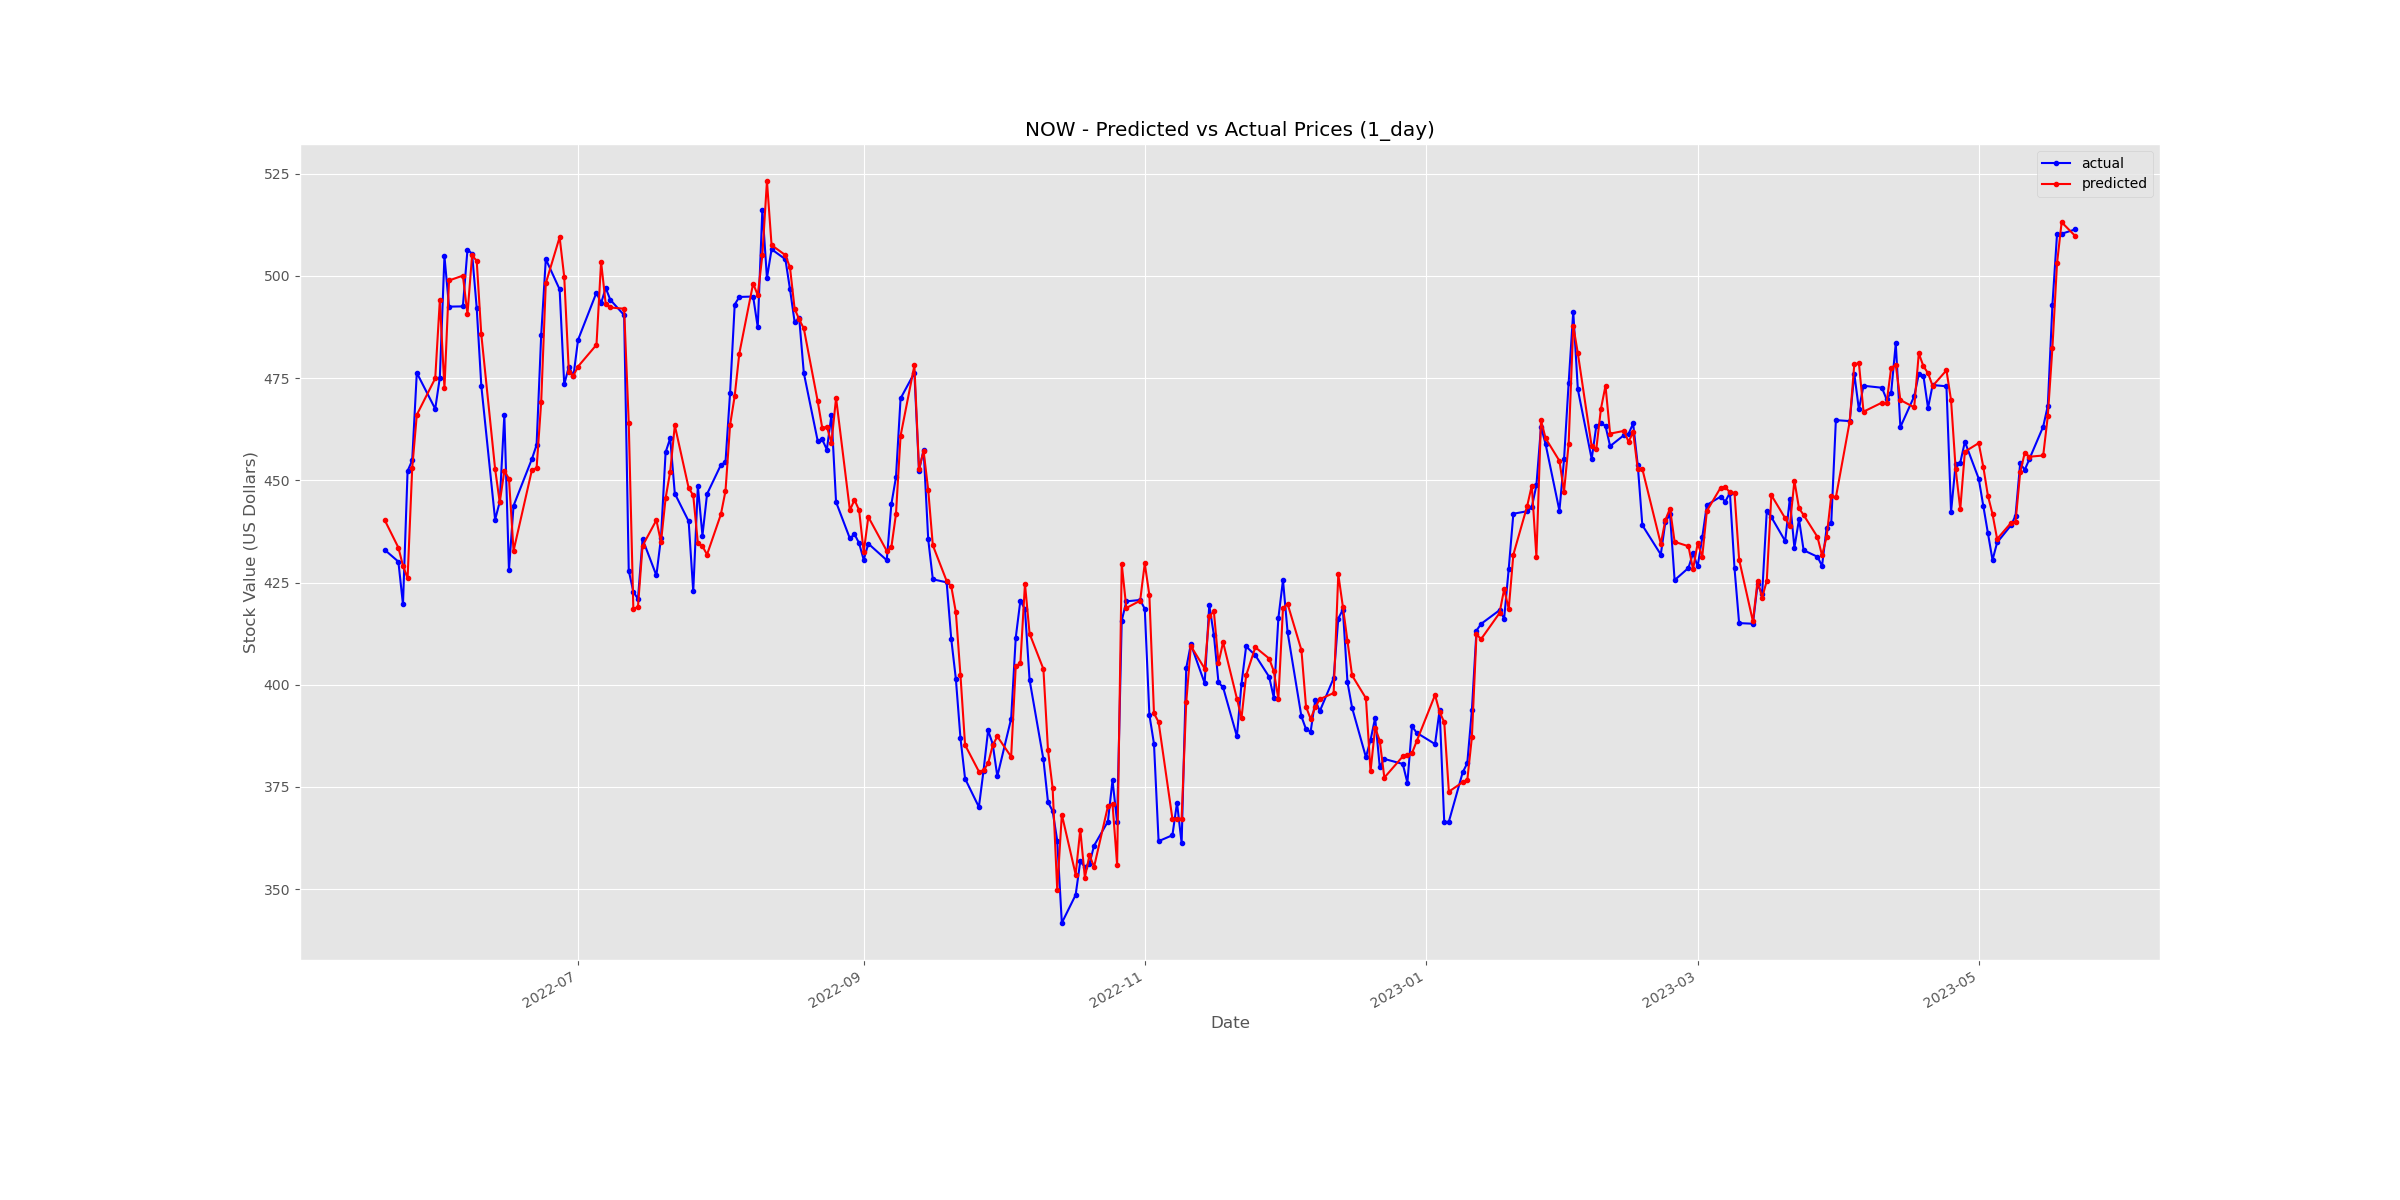 NOW - Predicted vs Actual Prices (1_day)
actual
predicted
525
500
475
450
425
400
375
350
Stock Value (US Dollars)
2022-07
2022-09
2022-11
2023-01
2023-03
2023-05
Date